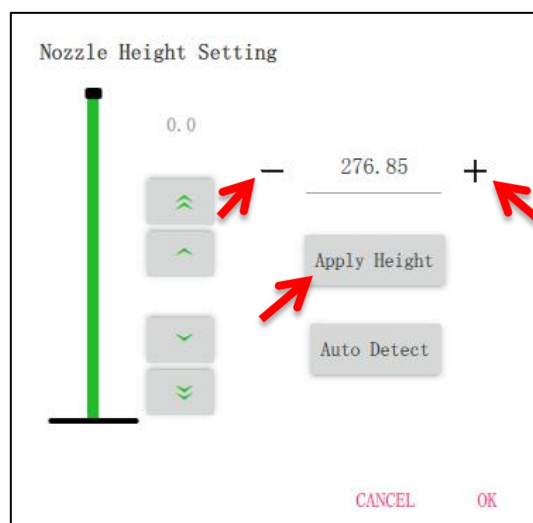 Nozzle Height Setting
0.0
− 276.85 +
Apply Height
Auto Detect
CANCEL OK